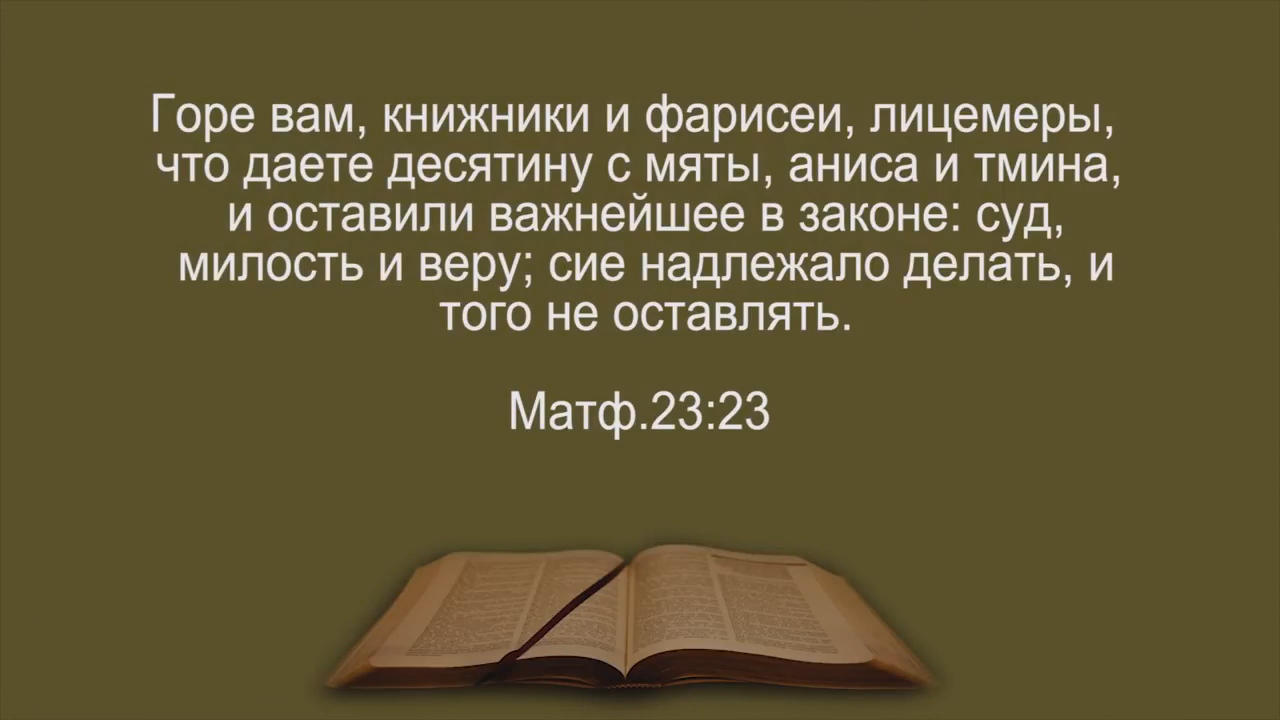 Горе вам, книжники и фарисеи, лицемеры,
что даете десятину с мяты, аниса и тмина,
и оставили важнейшее в законе: суд,
милость и веру; сие надлежало делать, и
того не оставлять.
Матф.23:23